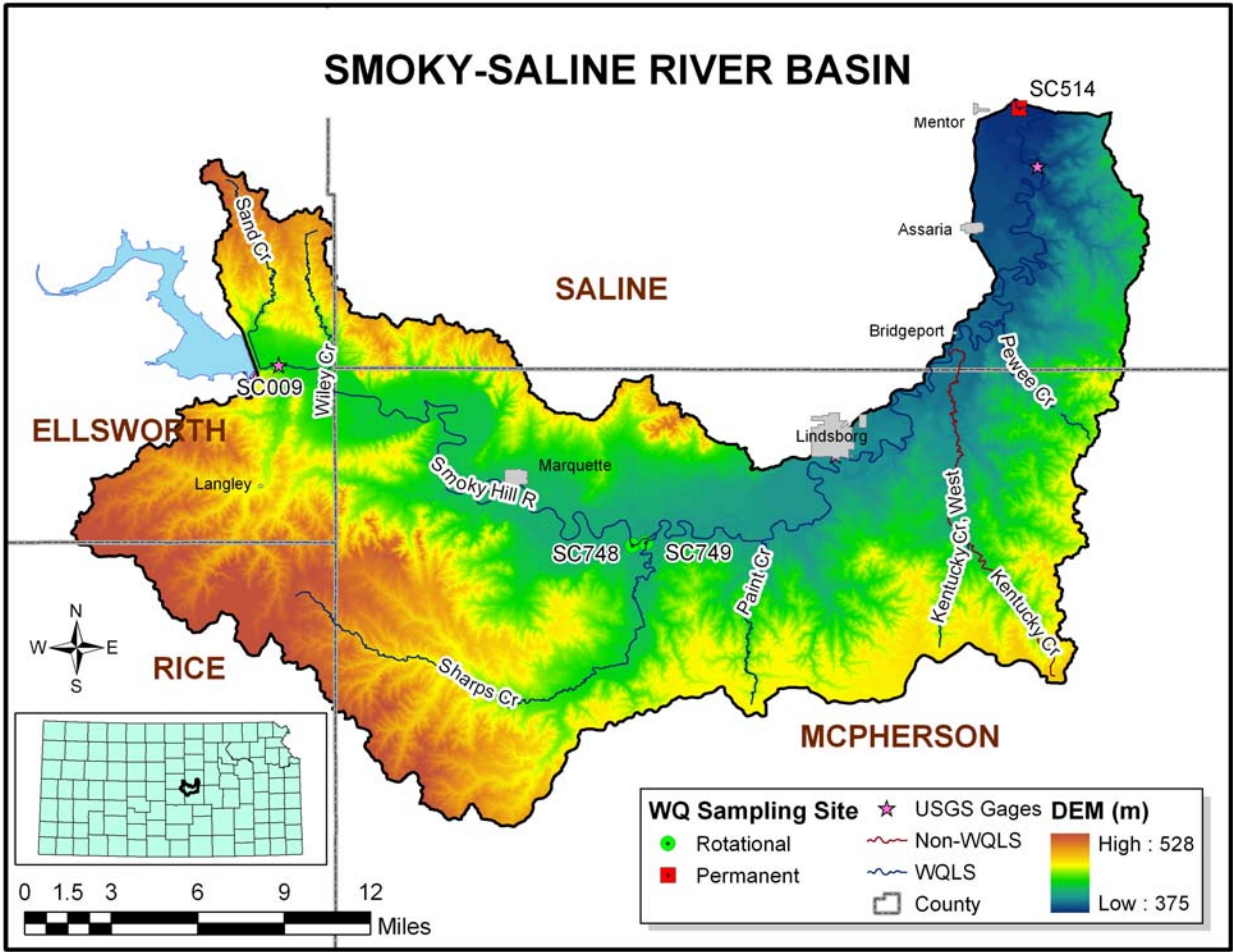 SMOKY-SALINE RIVER BASIN
SC514
Mentor
Sand Cr
Assaria
SALINE
Bridgeport
Pewee Cr
Wiley Cr
SC009
ELLSWORTH
Lindsborg
Marquette
Smoky Hill R
Langley
SC748
SC749
Paint Cr
Kentucky Cr, West
Kentucky Cr
N
W
E
S
RICE
Sharps Cr
MCPHERSON
WQ Sampling Site
Rotational
Permanent
USGS Gages
Non-WQLS
WQLS
County
DEM (m)
High : 528
Low : 375
0 1.5 3 6 9 12
Miles